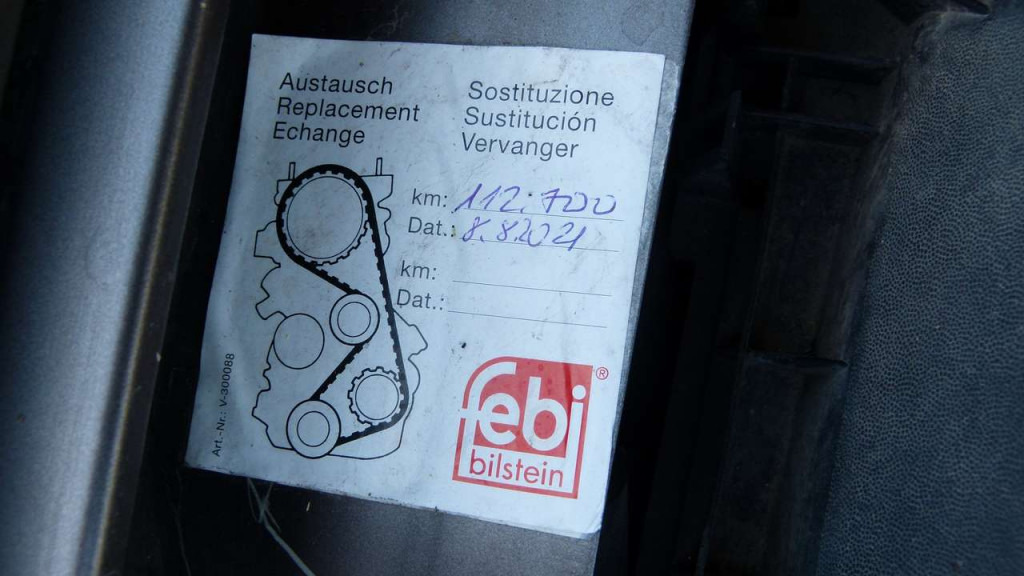 Austausch
Replacement
Echange
Sostituzione
Sustitución
Vervanger
km: 112.700
Dat.: 8.8.2021
km:
Dat.:
Art.-Nr.: V-300088
febi®
bilstein